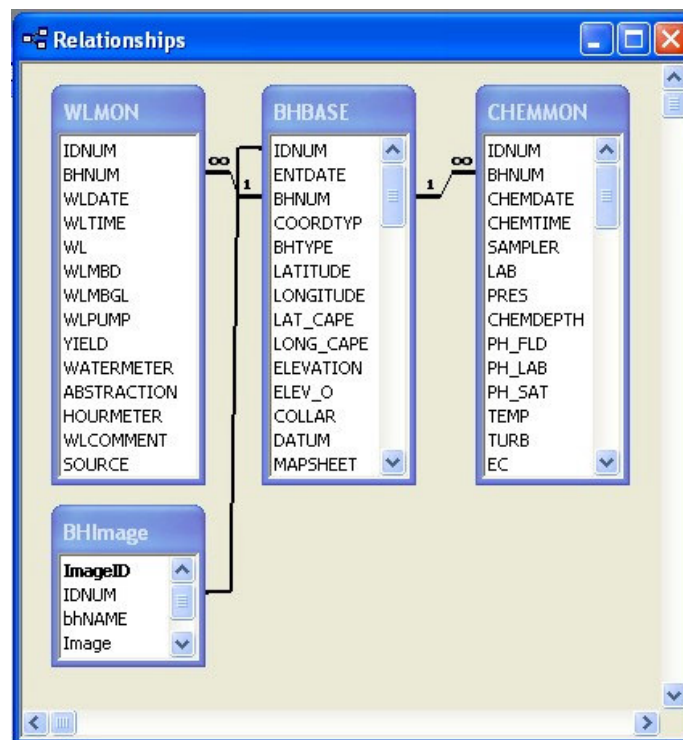 Relationships
WLMON
IDNUM
BHNUM
WLDATE
WLTIME
WL
WLMBD
WLMBGL
WLPUMP
YIELD
WATERMETER
ABSTRACTION
HOURMETER
WLCOMMENT
SOURCE
∞
1
BHBASE
IDNUM
ENTDATE
BHNUM
COORDTYP
BHTYPE
LATITUDE
LONGITUDE
LAT_CAPE
LONG_CAPE
ELEVATION
ELEV_O
COLLAR
DATUM
MAPSHEET
1
∞
CHEMMON
IDNUM
BHNUM
CHEMDATE
CHEMTIME
SAMPLER
LAB
PRES
CHEMDEPTH
PH_FLD
PH_LAB
PH_SAT
TEMP
TURB
EC
BHImage
ImageID
IDNUM
bhNAME
Image